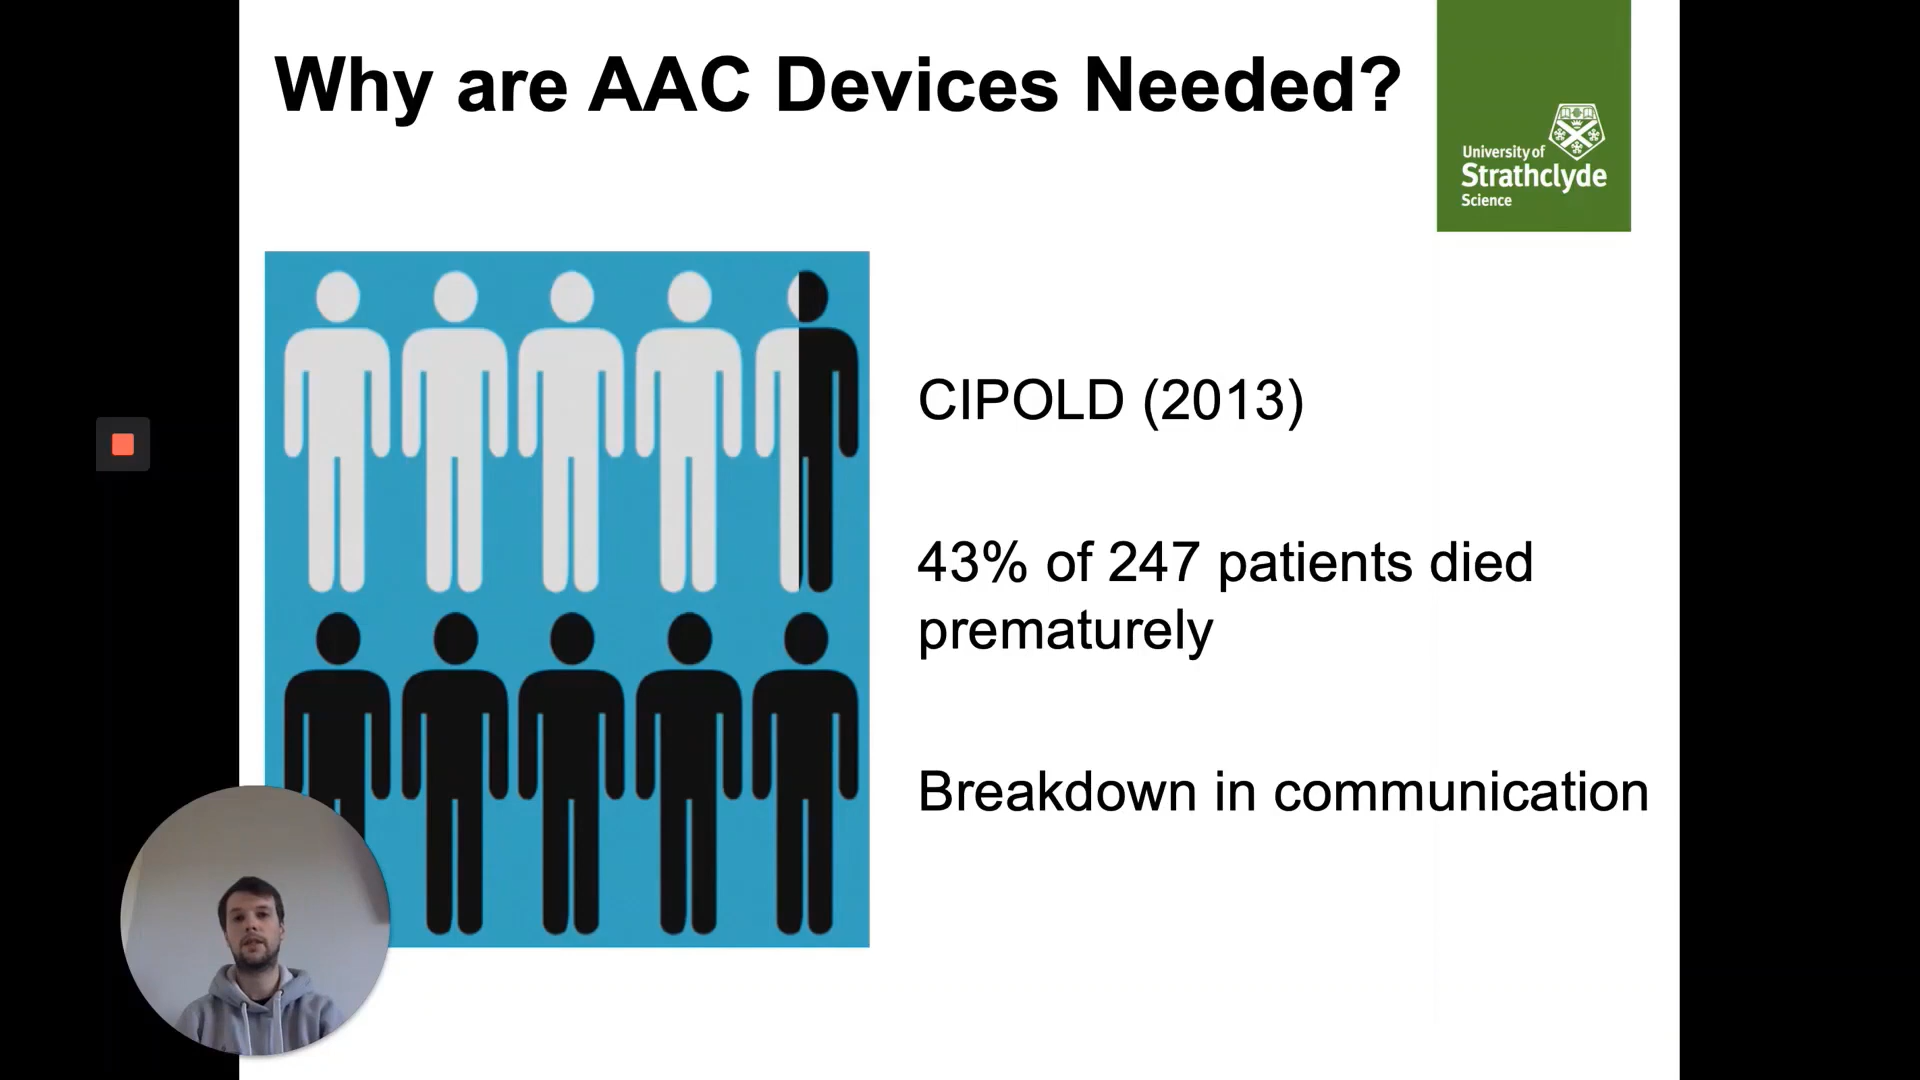 Why are AAC Devices Needed?
University of
Strathclyde
Science
CIPOLD (2013)
43% of 247 patients died
prematurely
Breakdown in communication